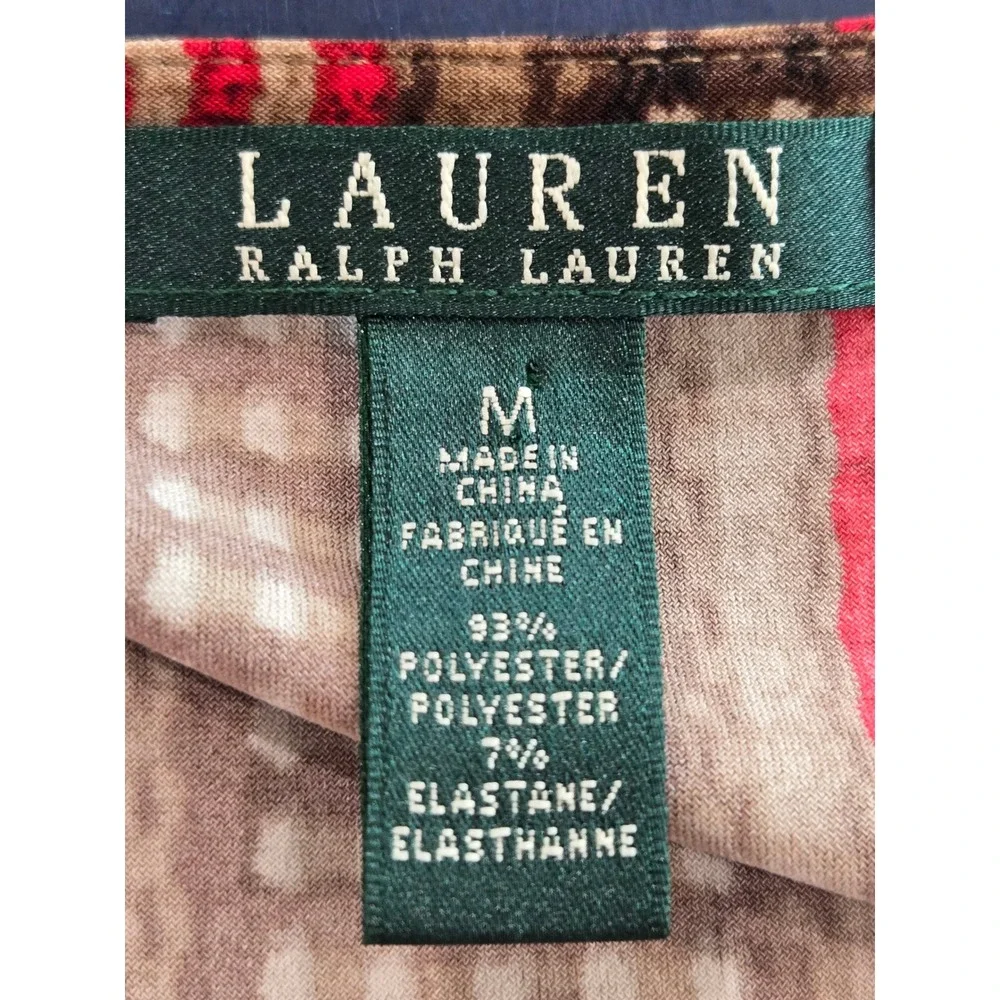 LAUREN
RALPH LAUREN
M
MADE IN
CHINA
FABRIQUÉ EN
CHINE
93%
POLYESTER/
POLYESTER
7%
ELASTANE/
ELASTHANNE